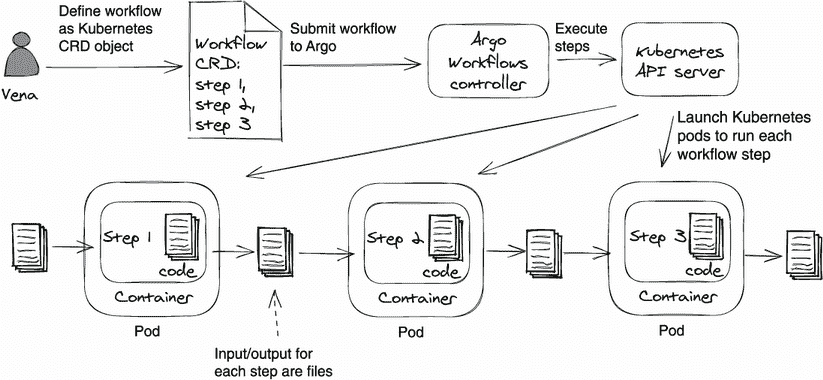 Define workflow
as Kubernetes
CRD object
Vena
Workflow
CRD:
step 1,
step 2,
step 3
Submit workflow
to Argo
Argo
Workflows
controller
Execute
steps
Kubernetes
API server
Launch Kubernetes
pods to run each
workflow step
Step 1
code
Container
Pod
Step 2
code
Container
Pod
Step 3
code
Container
Pod
Input/output for
each step are files